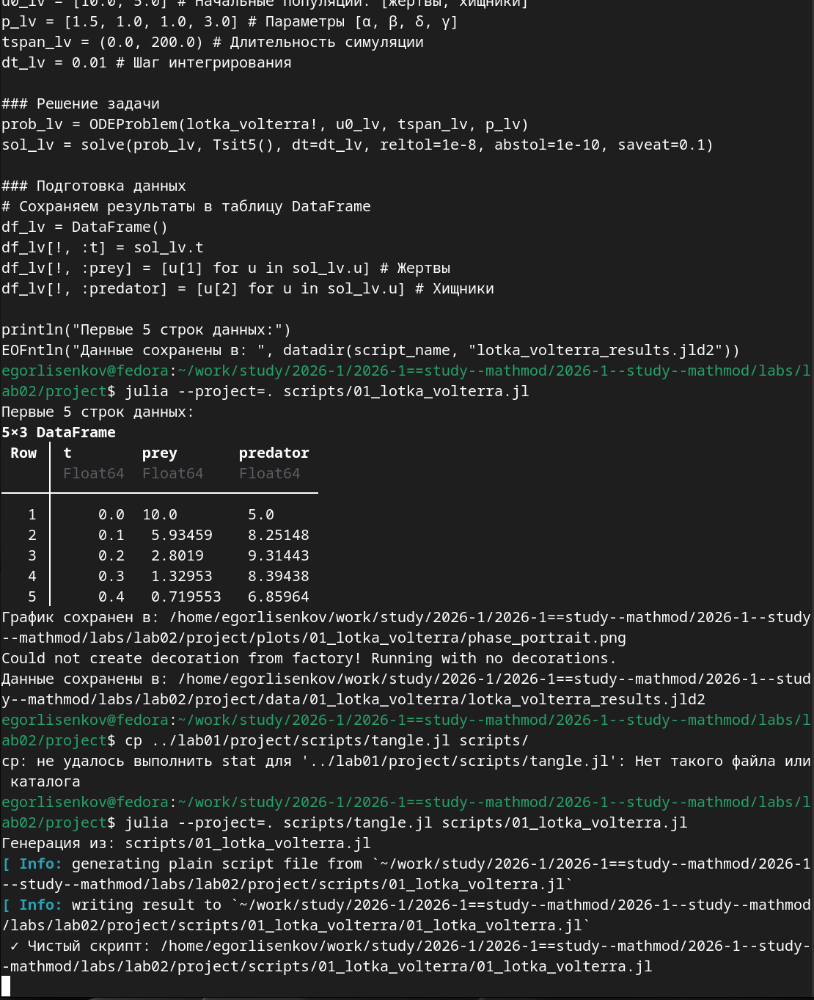 u0_lv = [10.0, 5.0] # Начальные популяции: [жертвы, хищники]
p_lv = [1.5, 1.0, 1.0, 3.0] # Параметры [α, β, δ, γ]
tspan_lv = (0.0, 200.0) # Длительность симуляции
dt_lv = 0.01 # Шаг интегрирования
### Решение задачи
prob_lv = ODEProblem(lotka_volterra!, u0_lv, tspan_lv, p_lv)
sol_lv = solve(prob_lv, Tsit5(), dt=dt_lv, reltol=1e-8, abstol=1e-10, saveat=0.1)
### Подготовка данных
# Сохраняем результаты в таблицу DataFrame
df_lv = DataFrame()
df_lv[!, :t] = sol_lv.t
df_lv[!, :prey] = [u[1] for u in sol_lv.u] # Жертвы
df_lv[!, :predator] = [u[2] for u in sol_lv.u] # Хищники
println("Первые 5 строк данных:")
EOFntln("Данные сохранены в: ", datadir(script_name, "lotka_volterra_results.jld2"))
egorlisenkov@fedora:~/work/study/2026-1/2026-1==study--mathmod/2026-1--study--mathmod/labs/l
ab02/project$ julia --project=. scripts/01_lotka_volterra.jl
Первые 5 строк данных:
5×3 DataFrame
Row t prey predator
Float64 Float64 Float64
1 0.0 10.0 5.0
2 0.1 5.93459 8.25148
3 0.2 2.8019 9.31443
4 0.3 1.32953 8.39438
5 0.4 0.719553 6.85964
График сохранен в: /home/egorlisenkov/work/study/2026-1/2026-1==study--mathmod/2026-1--study
--mathmod/labs/lab02/project/plots/01_lotka_volterra/phase_portrait.png
Could not create decoration from factory! Running with no decorations.
Данные сохранены в: /home/egorlisenkov/work/study/2026-1/2026-1==study--mathmod/2026-1--stud
y--mathmod/labs/lab02/project/data/01_lotka_volterra/lotka_volterra_results.jld2
egorlisenkov@fedora:~/work/study/2026-1/2026-1==study--mathmod/2026-1--study--mathmod/labs/l
ab02/project$ cp ../lab01/project/scripts/tangle.jl scripts/
cp: не удалось выполнить stat для '../lab01/project/scripts/tangle.jl': Нет такого файла или
каталога
egorlisenkov@fedora:~/work/study/2026-1/2026-1==study--mathmod/2026-1--study--mathmod/labs/l
ab02/project$ julia --project=. scripts/tangle.jl scripts/01_lotka_volterra.jl
Генерация из: scripts/01_lotka_volterra.jl
[ Info: generating plain script file from `~/work/study/2026-1/2026-1==study--mathmod/2026-1
--study--mathmod/labs/lab02/project/scripts/01_lotka_volterra.jl`
[ Info: writing result to `~/work/study/2026-1/2026-1==study--mathmod/2026-1--study--mathmod
/labs/lab02/project/scripts/01_lotka_volterra/01_lotka_volterra.jl`
✓ Чистый скрипт: /home/egorlisenkov/work/study/2026-1/2026-1==study--mathmod/2026-1--study-
-mathmod/labs/lab02/project/scripts/01_lotka_volterra/01_lotka_volterra.jl